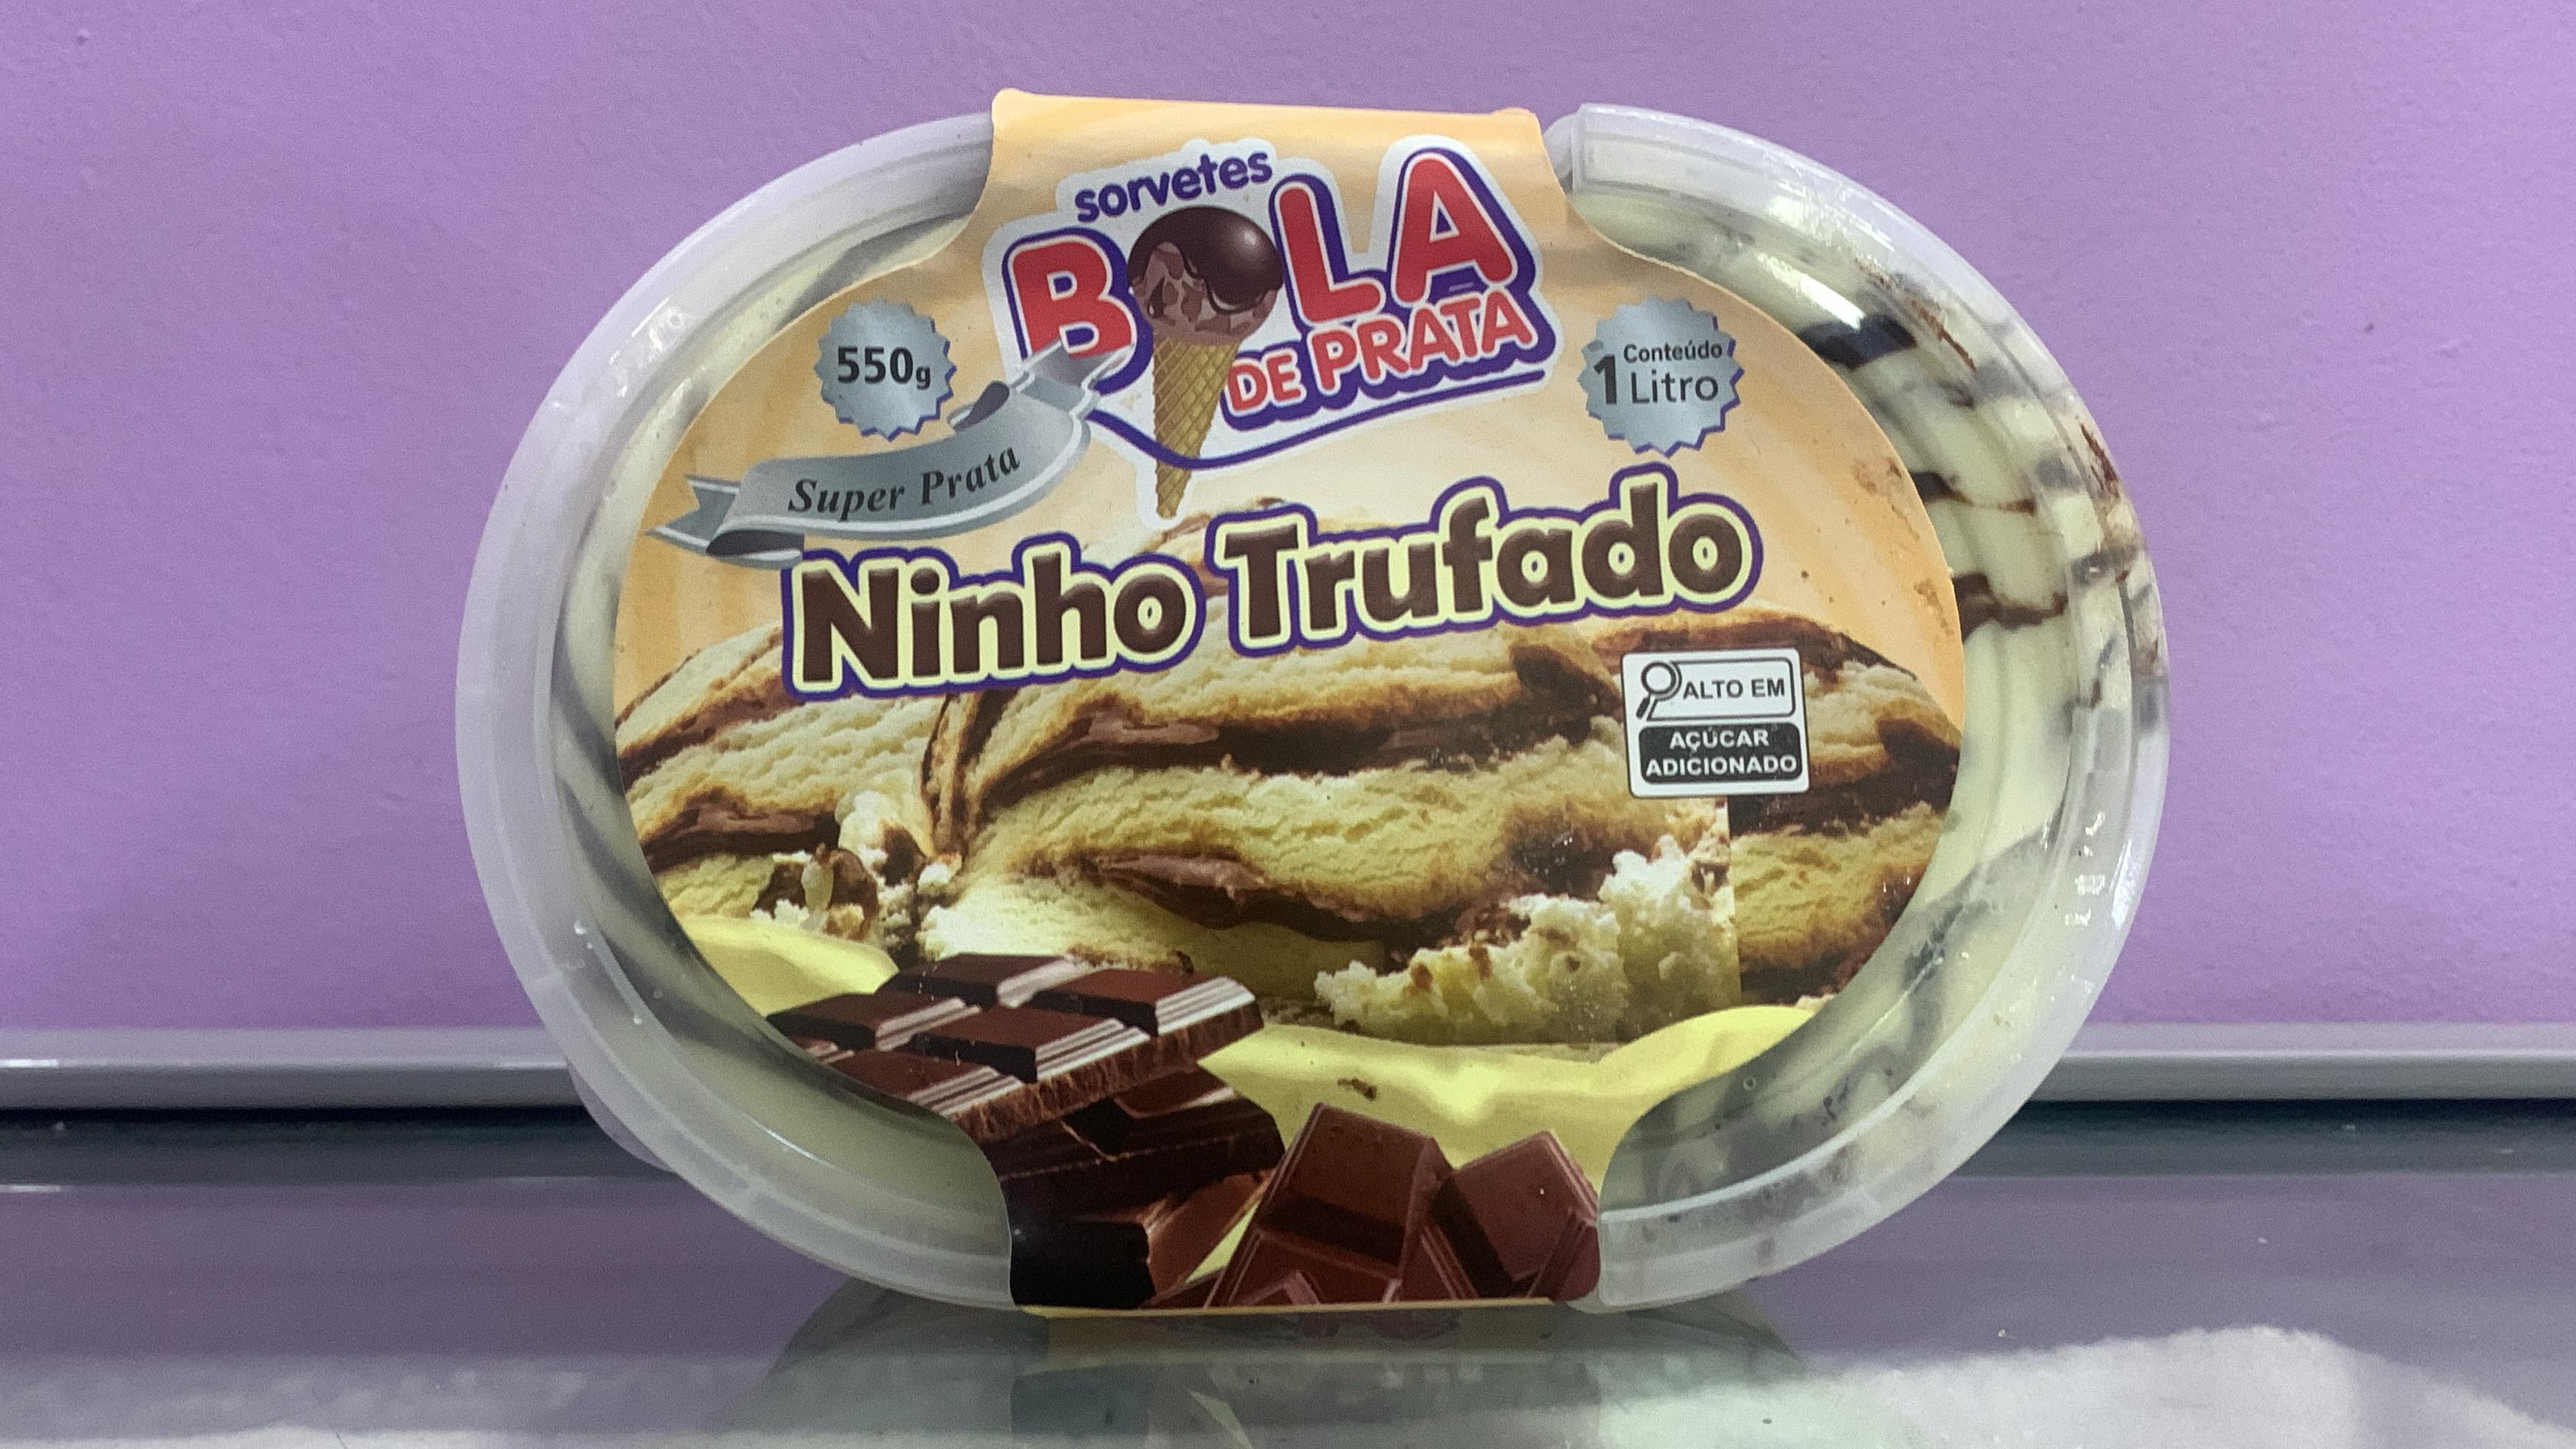 sorvetes
BOLA
DE PRATA
550g
Conteúdo
1 Litro
Super Prata
Ninho Trufado
ALTO EM
AÇÚCAR
ADICIONADO